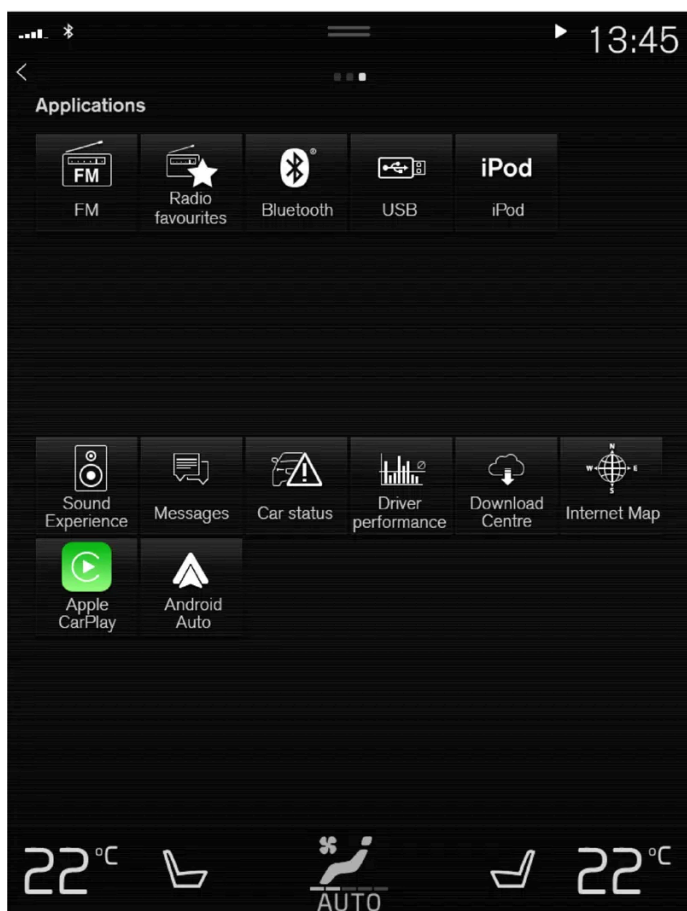 13:45
Applications
FM
FM
Radio
favourites
®
Bluetooth
USB
iPod
iPod
Sound
Experience
Messages
Car status
Driver
performance
Download
Centre
N
W E
S
Internet Map
Apple
CarPlay
Android
Auto
22°C
22°C
AUTO